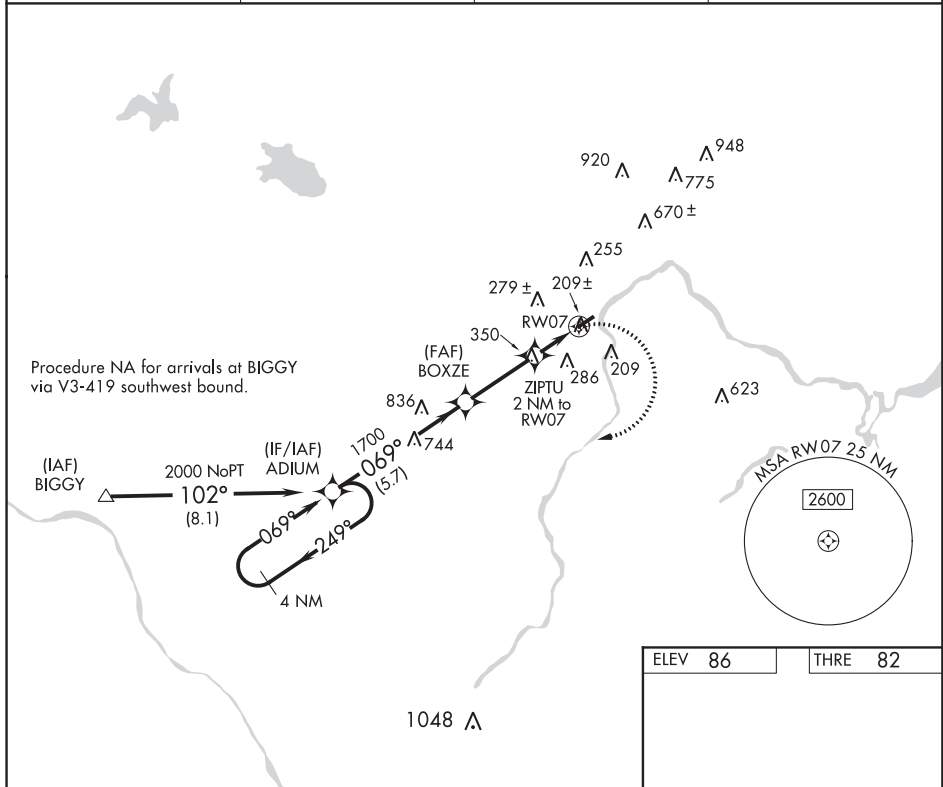 948
920
775
670 ±
255
279 ±
209±
RW07
350
(FAF)
BOXZE
286
209
ZIPTU
2 NM to
RW07
623
Procedure NA for arrivals at BIGGY
via V3-419 southwest bound.
836
744
1700
069°
(5.7)
(IF/IAF)
ADIUM
(IAF)
BIGGY
2000 NoPT
102°
(8.1)
069°
249°
4 NM
MSA RW07 25 NM
2600
ELEV 86
THRE 82
1048